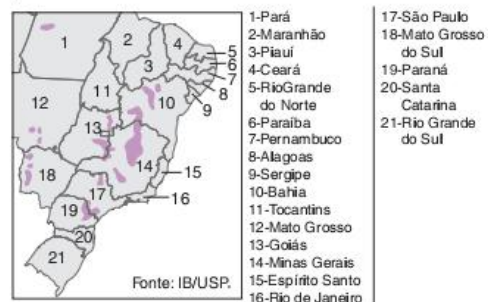 1
2
3
4
5
6
7
8
9
10
11
12
13
14
15
16
17
18
19
20
21
Fonte: IB/USP.
1-Pará
2-Maranhão
3-Piauí
4-Ceará
5-RioGrande
do Norte
6-Paraíba
7-Pernambuco
8-Alagoas
9-Sergipe
10-Bahia
11-Tocantins
12-Mato Grosso
13-Goiás
14-Minas Gerais
15-Espírito Santo
16-Rio de Janeiro
17-São Paulo
18-Mato Grosso
do Sul
19-Paraná
20-Santa
Catarina
21-Rio Grande
do Sul